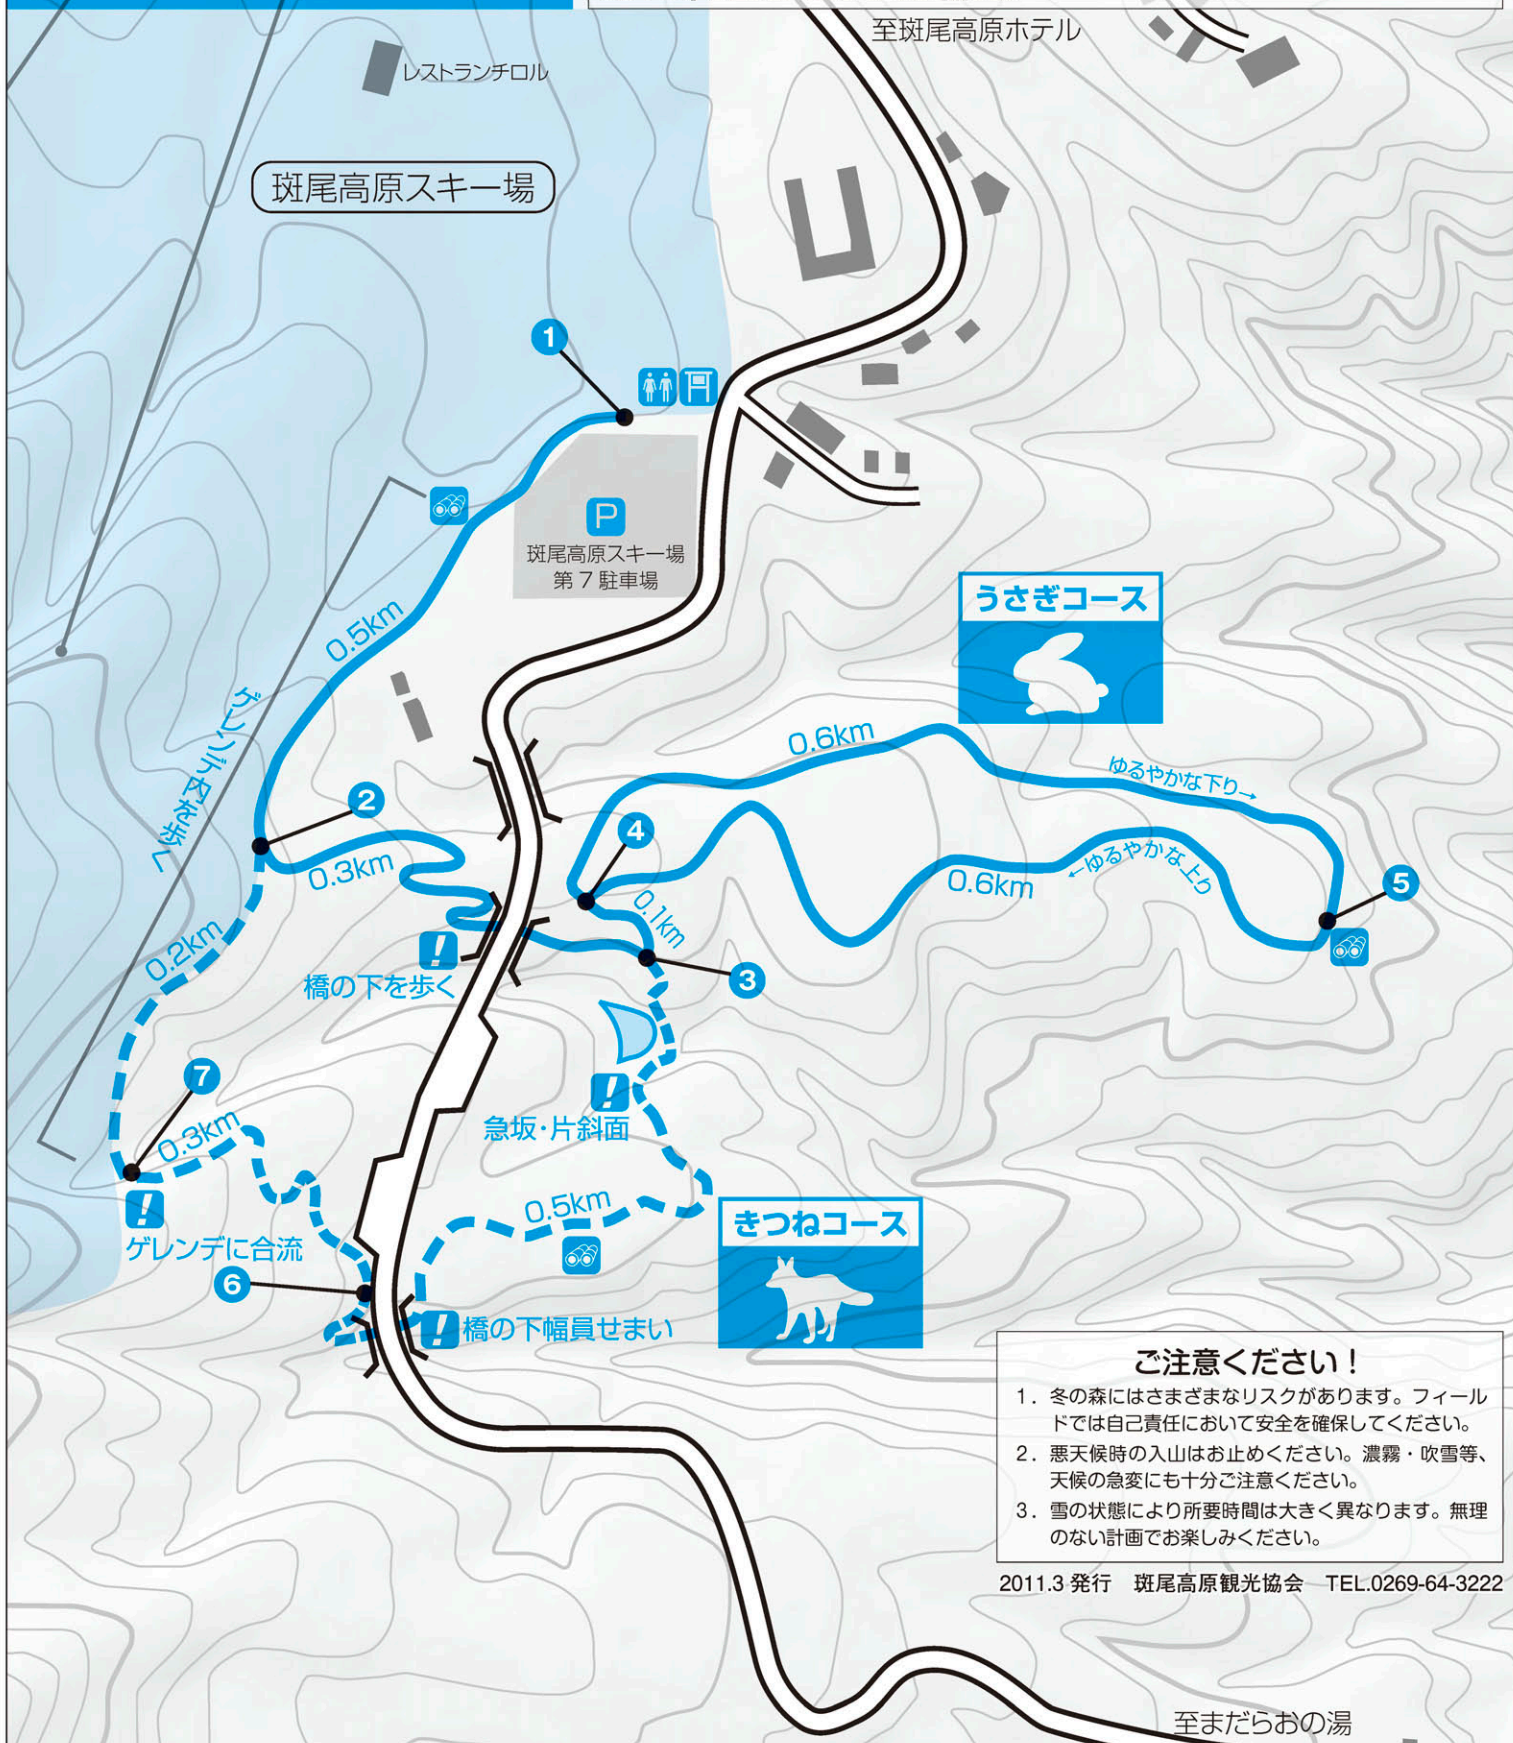 至斑尾高原ホテル
レストランチロル
斑尾高原スキー場
1
P
斑尾高原スキー場
第7駐車場
0.5km
うさぎコース
ゲレンデ内を歩く
0.6km
ゆるやかな下り→
2
4
0.3km
←ゆるやかな上り
0.6km
5
0.1km
0.2km
!
橋の下を歩く
3
7
!
急坂・片斜面
0.3km
0.5km
!
ゲレンデに合流
きつねコース
6
!
橋の下幅員せまい
ご注意ください！
1．冬の森にはさまざまなリスクがあります。フィール
ドでは自己責任において安全を確保してください。
2．悪天候時の入山はお止めください。濃霧・吹雪等、
天候の急変にも十分ご注意ください。
3．雪の状態により所要時間は大きく異なります。無理
のない計画でお楽しみください。
2011.3 発行　斑尾高原観光協会　TEL.0269-64-3222
至まだらおの湯